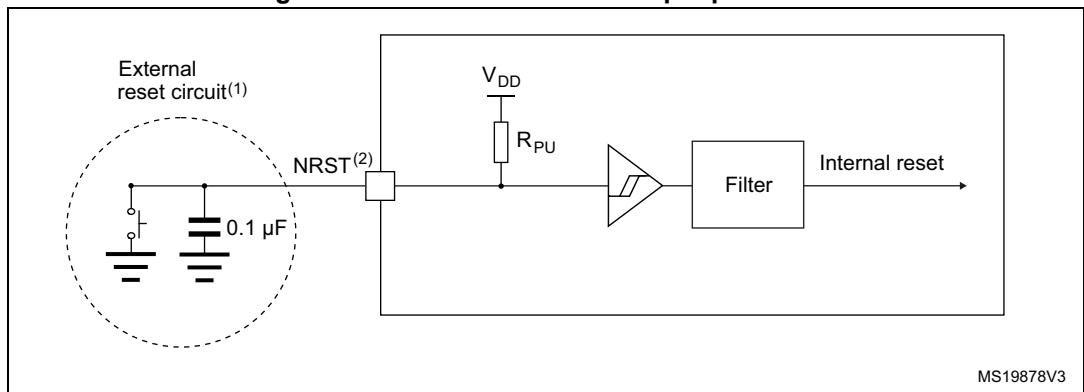 External
reset circuit(1)
VDD
RPU
NRST(2)
Filter
Internal reset
0.1 µF
MS19878V3